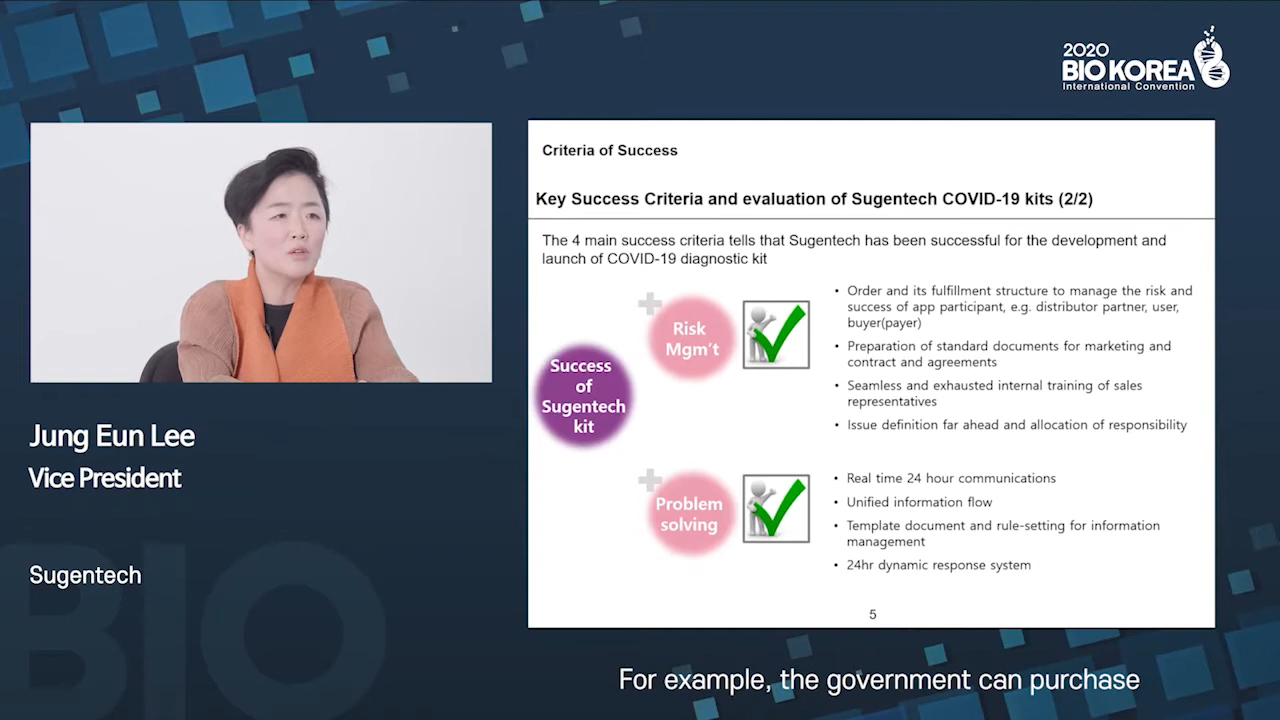 2020
BIO KOREA
International Convention
Criteria of Success
Key Success Criteria and evaluation of Sugentech COVID-19 kits (2/2)
The 4 main success criteria tells that Sugentech has been successful for the development and
launch of COVID-19 diagnostic kit
Success
of
Sugentech
kit
Risk
Mgm't
• Order and its fulfillment structure to manage the risk and
success of app participant, e.g. distributor partner, user,
buyer(payer)
• Preparation of standard documents for marketing and
contract and agreements
• Seamless and exhausted internal training of sales
representatives
• Issue definition far ahead and allocation of responsibility
Problem
solving
• Real time 24 hour communications
• Unified information flow
• Template document and rule-setting for information
management
• 24hr dynamic response system
5
Jung Eun Lee
Vice President
Sugentech
BIO
For example, the government can purchase